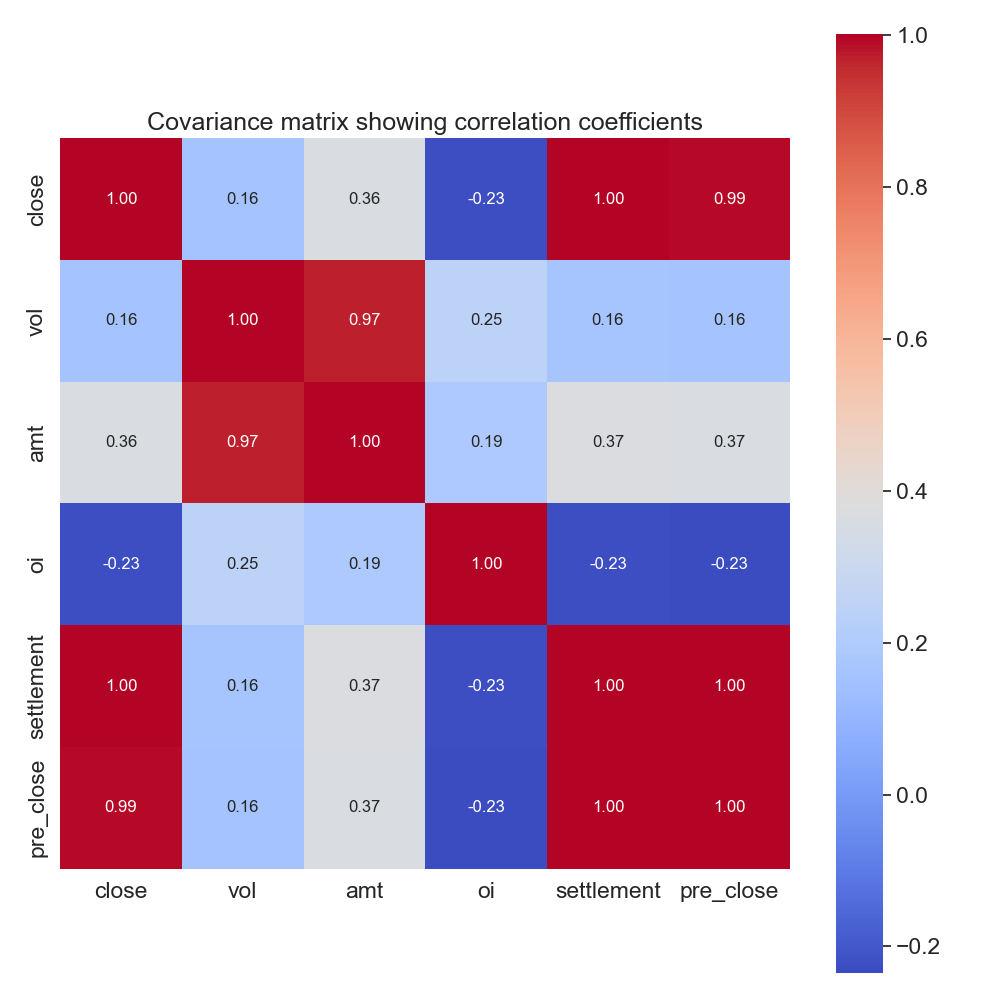 Covariance matrix showing correlation coefficients
close 1.00 0.16 0.36 -0.23 1.00 0.99
vol 0.16 1.00 0.97 0.25 0.16 0.16
amt 0.36 0.97 1.00 0.19 0.37 0.37
oi -0.23 0.25 0.19 1.00 -0.23 -0.23
settlement 1.00 0.16 0.37 -0.23 1.00 1.00
pre_close 0.99 0.16 0.37 -0.23 1.00 1.00
close vol amt oi settlement pre_close
1.0
0.8
0.6
0.4
0.2
0.0
−0.2